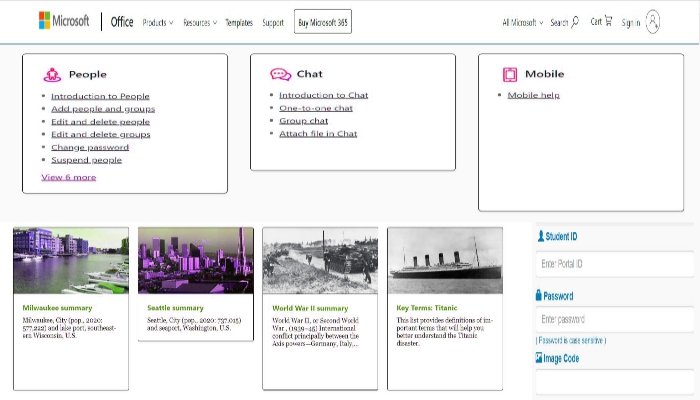 Microsoft Office Products Resources Templates Support Buy Microsoft 365 All Microsoft Search Cart Sign in
People
Introduction to People
Add people and groups
Edit and delete people
Edit and delete groups
Change password
Suspend people
View 6 more
Chat
Introduction to Chat
One-to-one chat
Group chat
Attach file in Chat
Mobile
Mobile help
Milwaukee summary
Milwaukee, City (pop., 2020:
577,222) and lake port, southeast-
ern Wisconsin, U.S.
Seattle summary
Seattle, City (pop., 2020: 737,015)
and seaport, Washington, U.S.
World War II summary
World War II, or Second World
War , (1939–45) International
conflict principally between the
Axis powers—Germany, Italy,...
Key Terms: Titanic
This list provides definitions of im-
portant terms that will help you
better understand the Titanic
disaster.
Student ID
Enter Portal ID
Password
Enter password
( Password is case sensitive )
Image Code